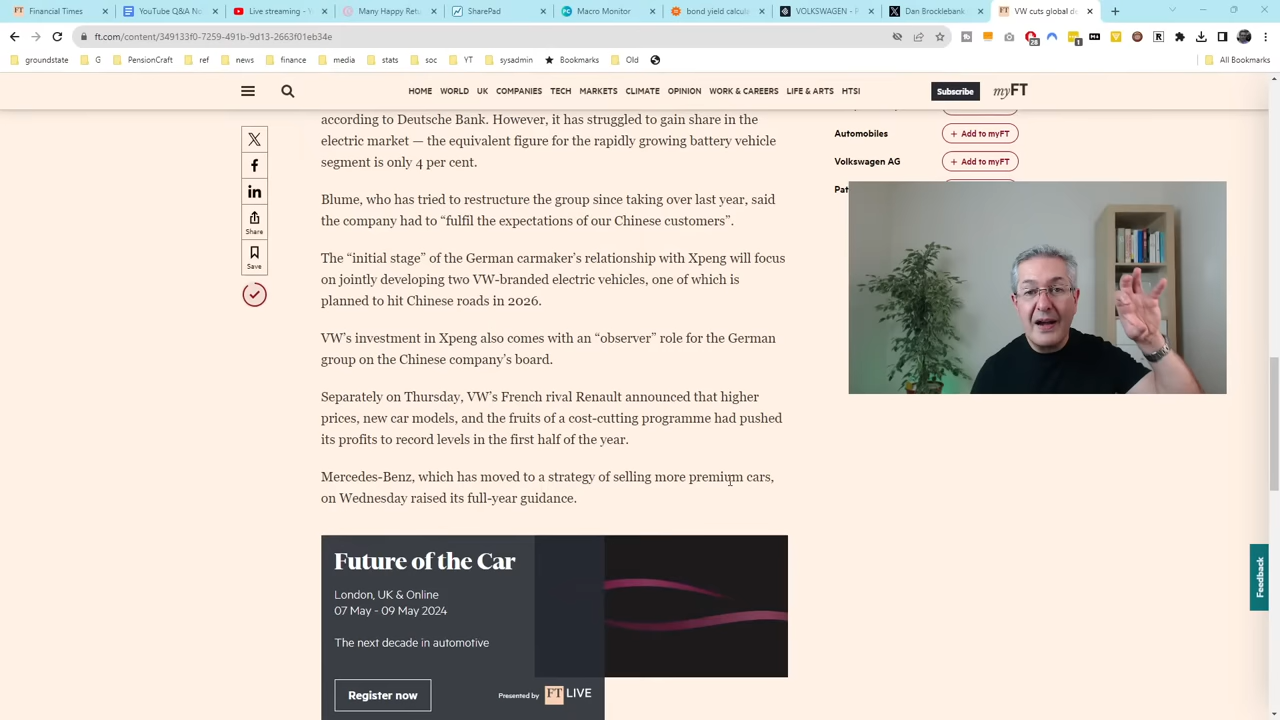 Financial Times
YouTube Q&A No
Live streaming - Y
Happy Retu
SharePad
Macro Monitor
bond yield calcula
VOLKSWAGEN -
Dan Brocklebank
VW cuts global de
ft.com/content/349133f0-7259-491b-9d13-2663f01eb34e
groundstate
G
PensionCraft
ref
news
finance
media
stats
soc
YT
sysadmin
Bookmarks
Old
All Bookmarks
HOME WORLD UK COMPANIES TECH MARKETS CLIMATE OPINION WORK & CAREERS LIFE & ARTS HTSI
Subscribe
myFT
according to Deutsche Bank. However, it has struggled to gain share in the
electric market — the equivalent figure for the rapidly growing battery vehicle
segment is only 4 per cent.
Blume, who has tried to restructure the group since taking over last year, said
the company had to “fulfil the expectations of our Chinese customers”.
The “initial stage” of the German carmaker’s relationship with Xpeng will focus
on jointly developing two VW-branded electric vehicles, one of which is
planned to hit Chinese roads in 2026.
VW’s investment in Xpeng also comes with an “observer” role for the German
group on the Chinese company’s board.
Separately on Thursday, VW’s French rival Renault announced that higher
prices, new car models, and the fruits of a cost-cutting programme had pushed
its profits to record levels in the first half of the year.
Mercedes-Benz, which has moved to a strategy of selling more premium cars,
on Wednesday raised its full-year guidance.
Share
Save
Automobiles
+ Add to myFT
Volkswagen AG
+ Add to myFT
Pat
Future of the Car
London, UK & Online
07 May - 09 May 2024
The next decade in automotive
Register now
Presented by FT LIVE
Feedback